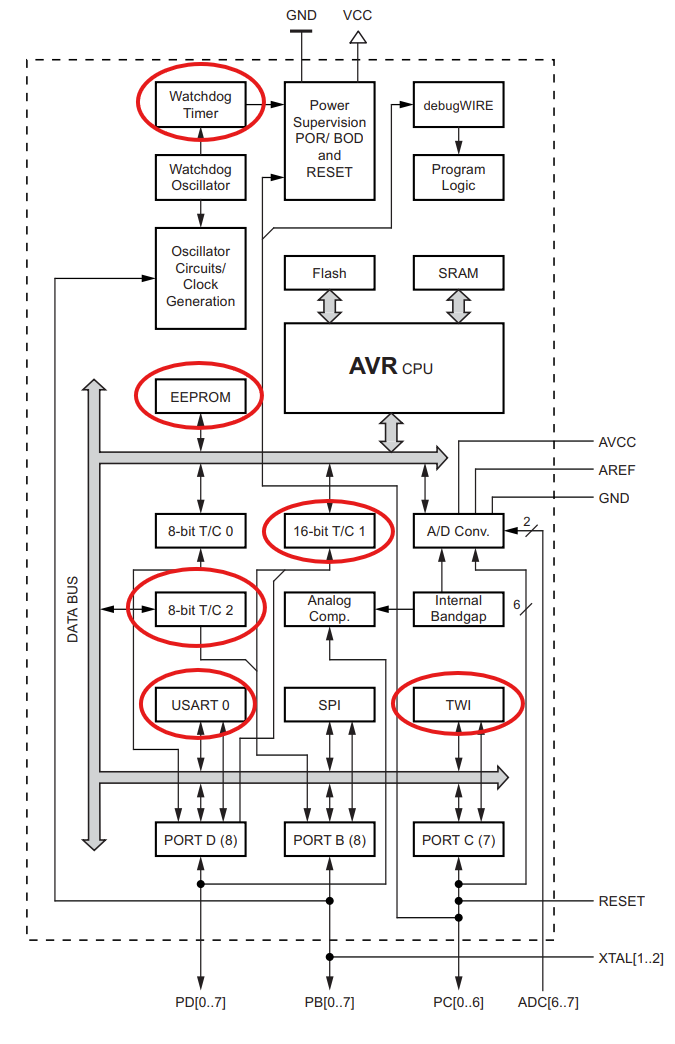 GND VCC
Watchdog
Timer
Power
Supervision
POR/ BOD
and
RESET
debugWIRE
Watchdog
Oscillator
Program
Logic
Oscillator
Circuits/
Clock
Generation
Flash
SRAM
AVR CPU
EEPROM
AVCC
AREF
GND
8-bit T/C 0
16-bit T/C 1
A/D Conv.
2
DATA BUS
8-bit T/C 2
Analog
Comp.
Internal
Bandgap
6
USART 0
SPI
TWI
PORT D (8)
PORT B (8)
PORT C (7)
RESET
XTAL[1..2]
PD[0..7]
PB[0..7]
PC[0..6]
ADC[6..7]